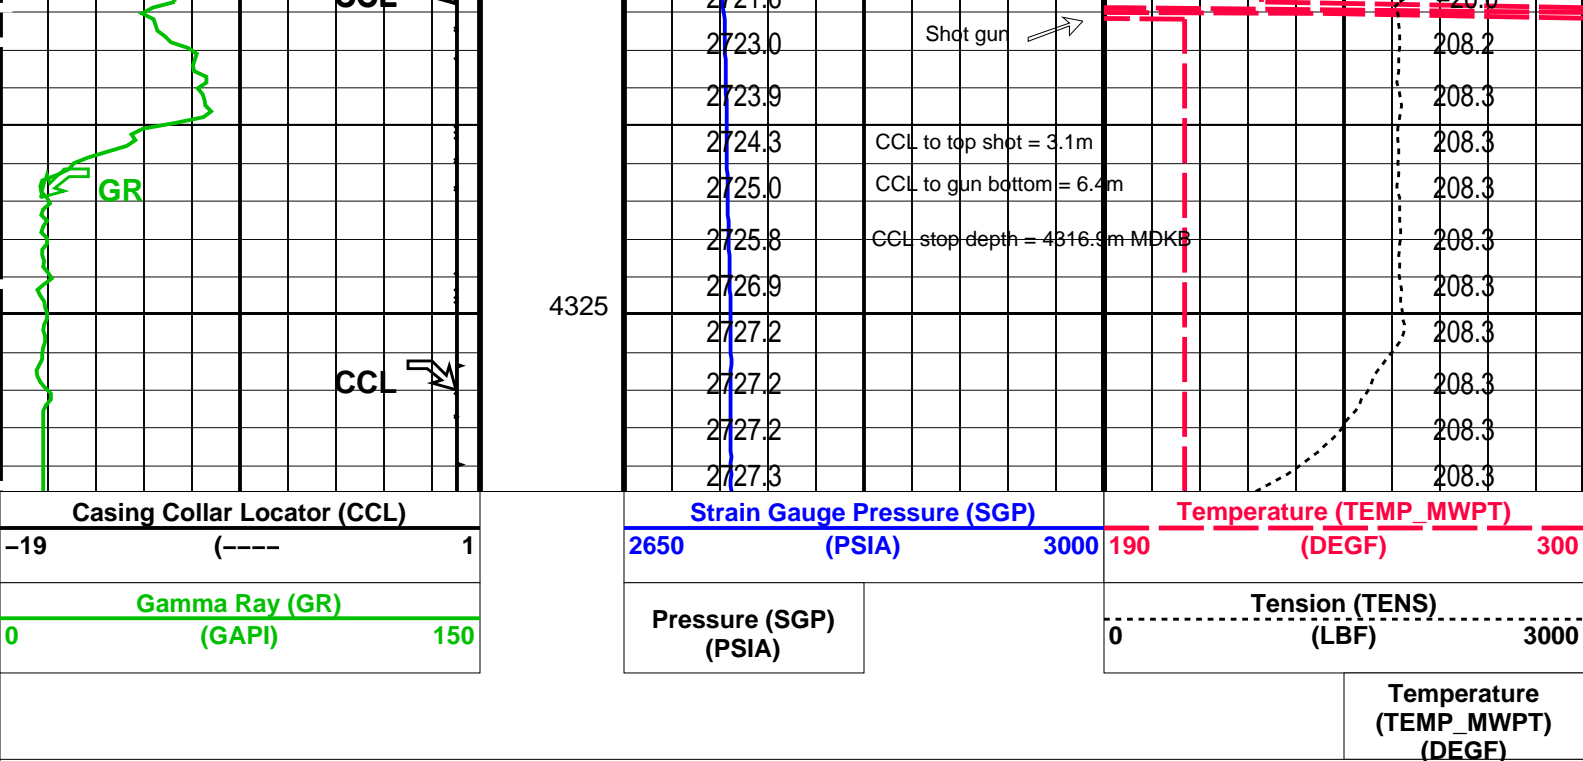 CCL
2721.6
-20.0
Shot gun
2723.0
208.2
2723.9
208.3
CCL to top shot = 3.1m
2724.3
208.3
GR
CCL to gun bottom = 6.4m
2725.0
208.3
CCL stop depth = 4316.9m MDKB
2725.8
208.3
2726.9
208.3
4325
2727.2
208.3
CCL
2727.2
208.3
2727.2
208.3
2727.3
208.3
Casing Collar Locator (CCL)
–19 (–––– 1
Strain Gauge Pressure (SGP)
2650 (PSIA) 3000
Temperature (TEMP_MWPT)
190 (DEGF) 300
Gamma Ray (GR)
0 (GAPI) 150
Pressure (SGP)
(PSIA)
Tension (TENS)
0 (LBF) 3000
Temperature
(TEMP_MWPT)
(DEGF)